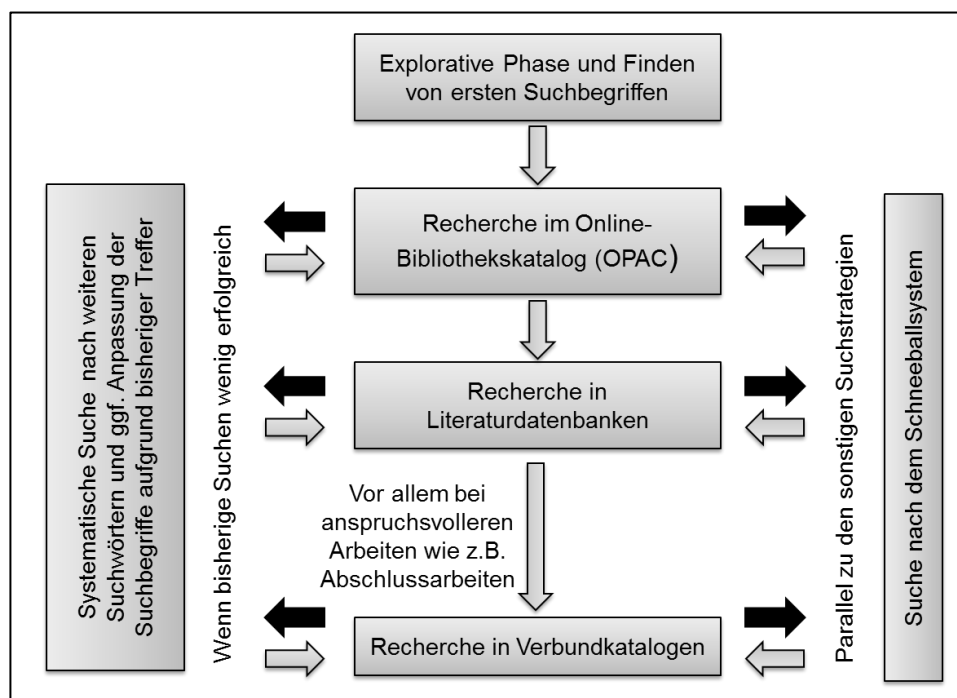 Explorative Phase und Finden
von ersten Suchbegriffen
Systematische Suche nach weiteren
Suchwörtern und ggf. Anpassung der
Suchbegriffe aufgrund bisheriger Treffer
Wenn bisherige Suchen wenig erfolgreich
Recherche im Online-
Bibliothekskatalog (OPAC)
Recherche in
Literaturdatenbanken
Vor allem bei
anspruchsvolleren
Arbeiten wie z.B.
Abschlussarbeiten
Recherche in Verbundkatalogen
Parallel zu den sonstigen Suchstrategien
Suche nach dem Schneeballsystem